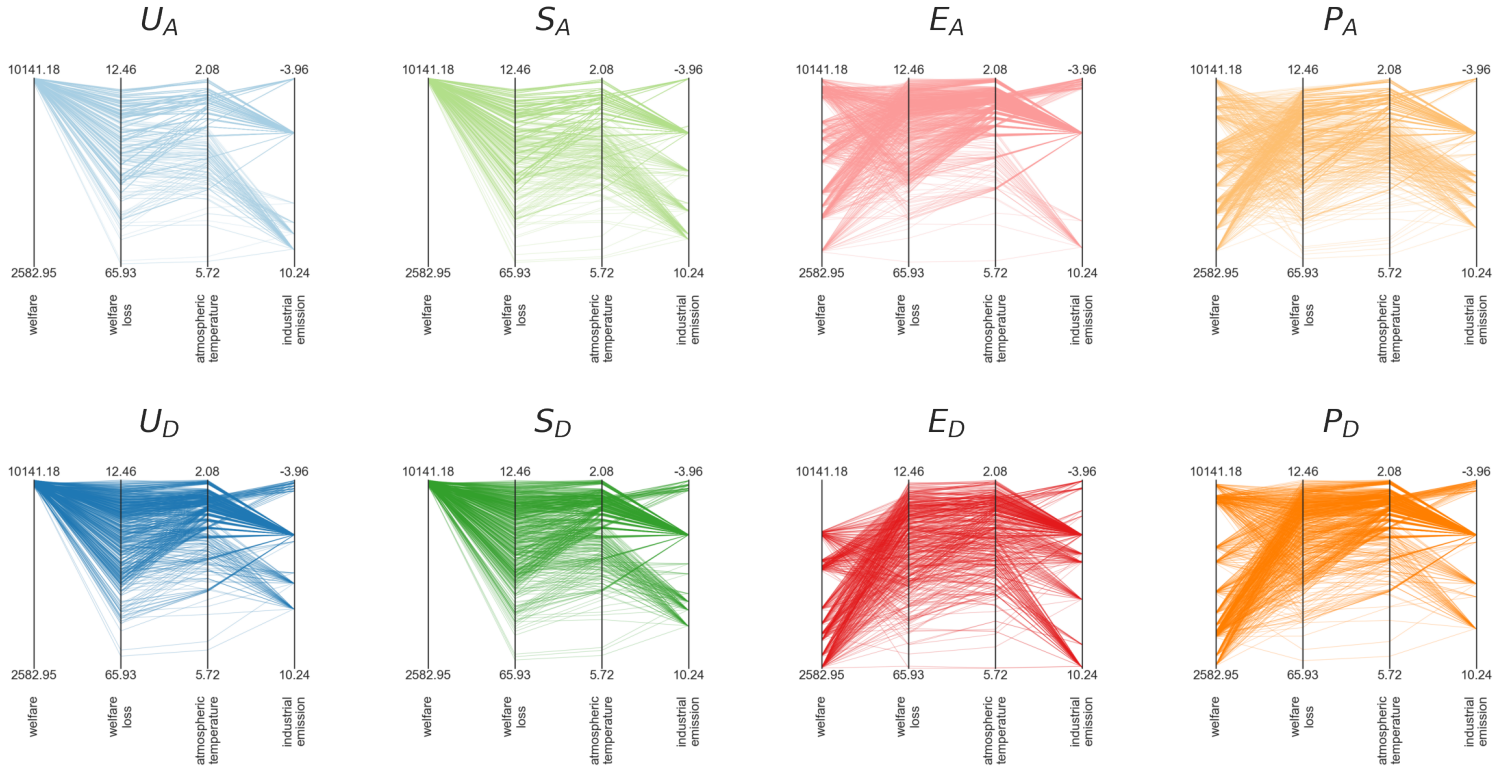 U_A S_A E_A P_A
10141.18 12.46 2.08 -3.96 10141.18 12.46 2.08 -3.96 10141.18 12.46 2.08 -3.96 10141.18 12.46 2.08 -3.96
2582.95 65.93 5.72 10.24 2582.95 65.93 5.72 10.24 2582.95 65.93 5.72 10.24 2582.95 65.93 5.72 10.24
welfare
welfare
loss
atmospheric
temperature
industrial
emission
welfare
welfare
loss
atmospheric
temperature
industrial
emission
welfare
welfare
loss
atmospheric
temperature
industrial
emission
welfare
welfare
loss
atmospheric
temperature
industrial
emission
U_D S_D E_D P_D
10141.18 12.46 2.08 -3.96 10141.18 12.46 2.08 -3.96 10141.18 12.46 2.08 -3.96 10141.18 12.46 2.08 -3.96
2582.95 65.93 5.72 10.24 2582.95 65.93 5.72 10.24 2582.95 65.93 5.72 10.24 2582.95 65.93 5.72 10.24
welfare
welfare
loss
atmospheric
temperature
industrial
emission
welfare
welfare
loss
atmospheric
temperature
industrial
emission
welfare
welfare
loss
atmospheric
temperature
industrial
emission
welfare
welfare
loss
atmospheric
temperature
industrial
emission